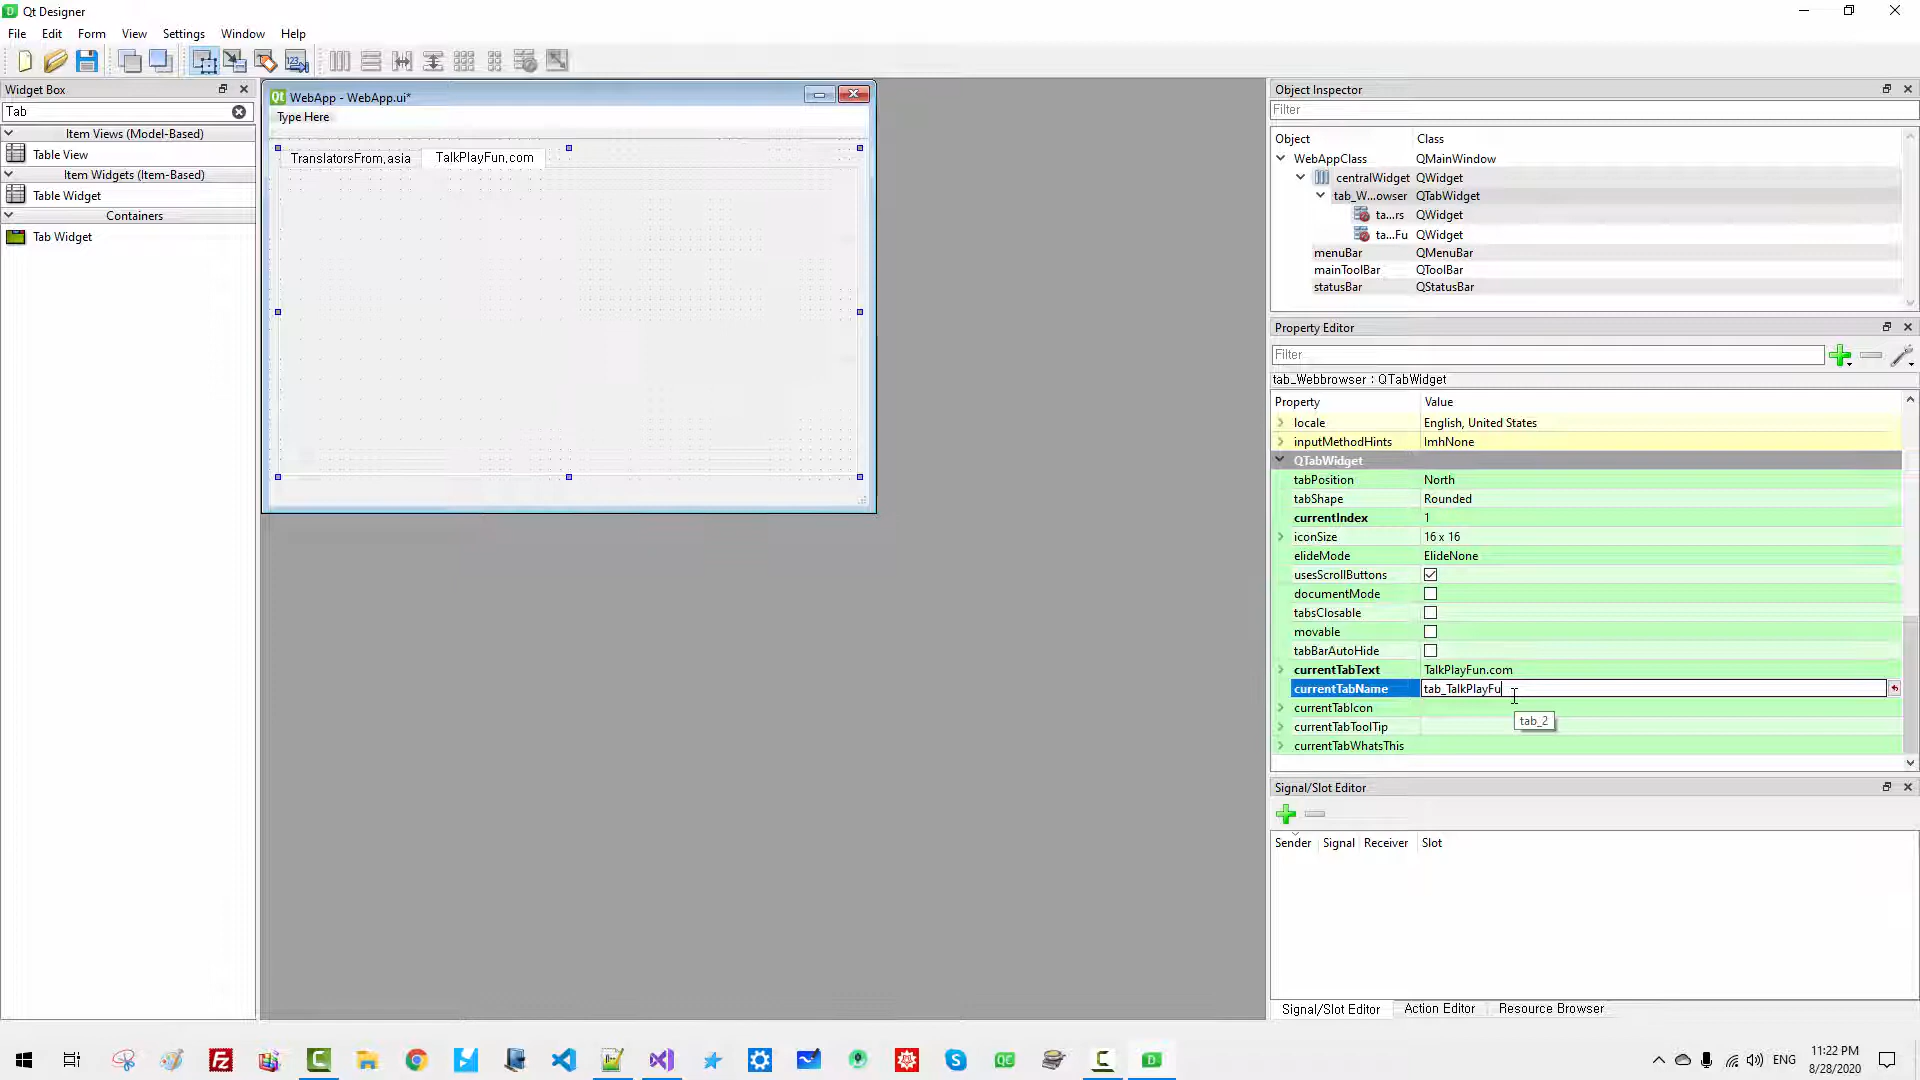 Qt Designer
File Edit Form View Settings Window Help
Widget Box
Tab
Item Views (Model-Based)
Table View
Item Widgets (Item-Based)
Table Widget
Containers
Tab Widget
WebApp - WebApp.ui*
Type Here
TranslatorsFrom.asia TalkPlayFun.com
Object Inspector
Filter
Object Class
WebAppClass QMainWindow
centralWidget QWidget
tab_W...owser QTabWidget
ta...rs QWidget
ta...Fu QWidget
menuBar QMenuBar
mainToolBar QToolBar
statusBar QStatusBar
Property Editor
Filter
tab_Webbrowser : QTabWidget
Property Value
locale English, United States
inputMethodHints ImhNone
QTabWidget
tabPosition North
tabShape Rounded
currentIndex 1
iconSize 16 x 16
elideMode ElideNone
usesScrollButtons
documentMode
tabsClosable
movable
tabBarAutoHide
currentTabText TalkPlayFun.com
currentTabName tab_TalkPlayFu
currentTabIcon
tab_2
currentTabToolTip
currentTabWhatsThis
Signal/Slot Editor
Sender Signal Receiver Slot
Signal/Slot Editor Action Editor Resource Browser
ENG
11:22 PM
8/28/2020